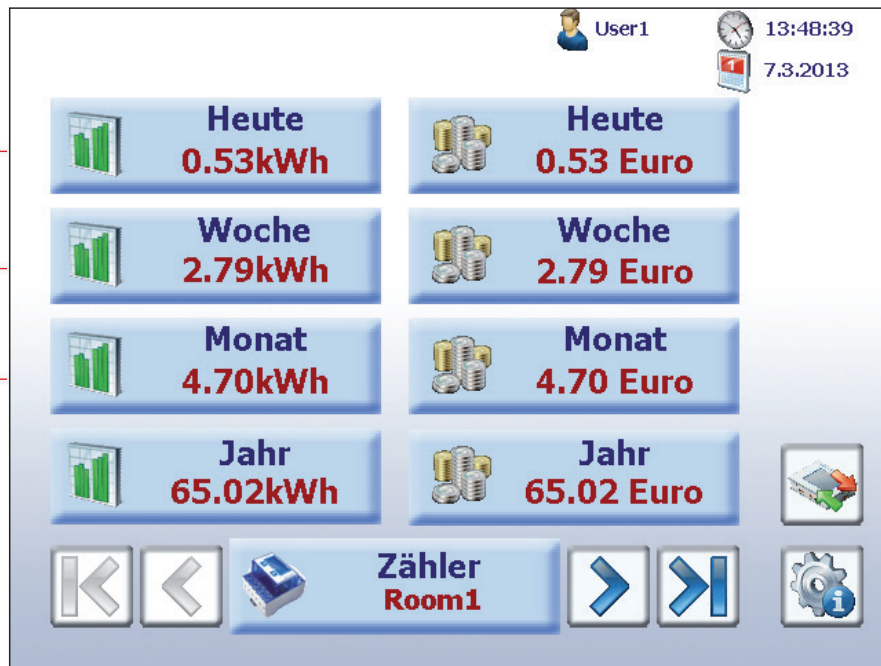 User1
13:48:39
1
7.3.2013
Heute
0.53kWh
Heute
0.53 Euro
Woche
2.79kWh
Woche
2.79 Euro
Monat
4.70kWh
Monat
4.70 Euro
Jahr
65.02kWh
Jahr
65.02 Euro
Zähler
Room1
i